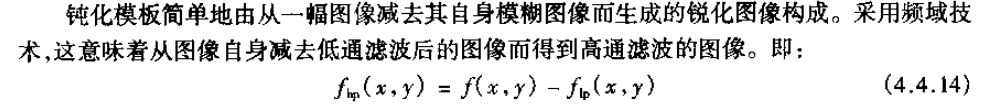 钝化模板简单地由从一幅图像减去其自身模糊图像而生成的锐化图像构成。采用频域技
术,这意味着从图像自身减去低通滤波后的图像而得到高通滤波的图像。即:
f_hp(x,y) = f(x,y) - f_lp(x,y) (4.4.14)